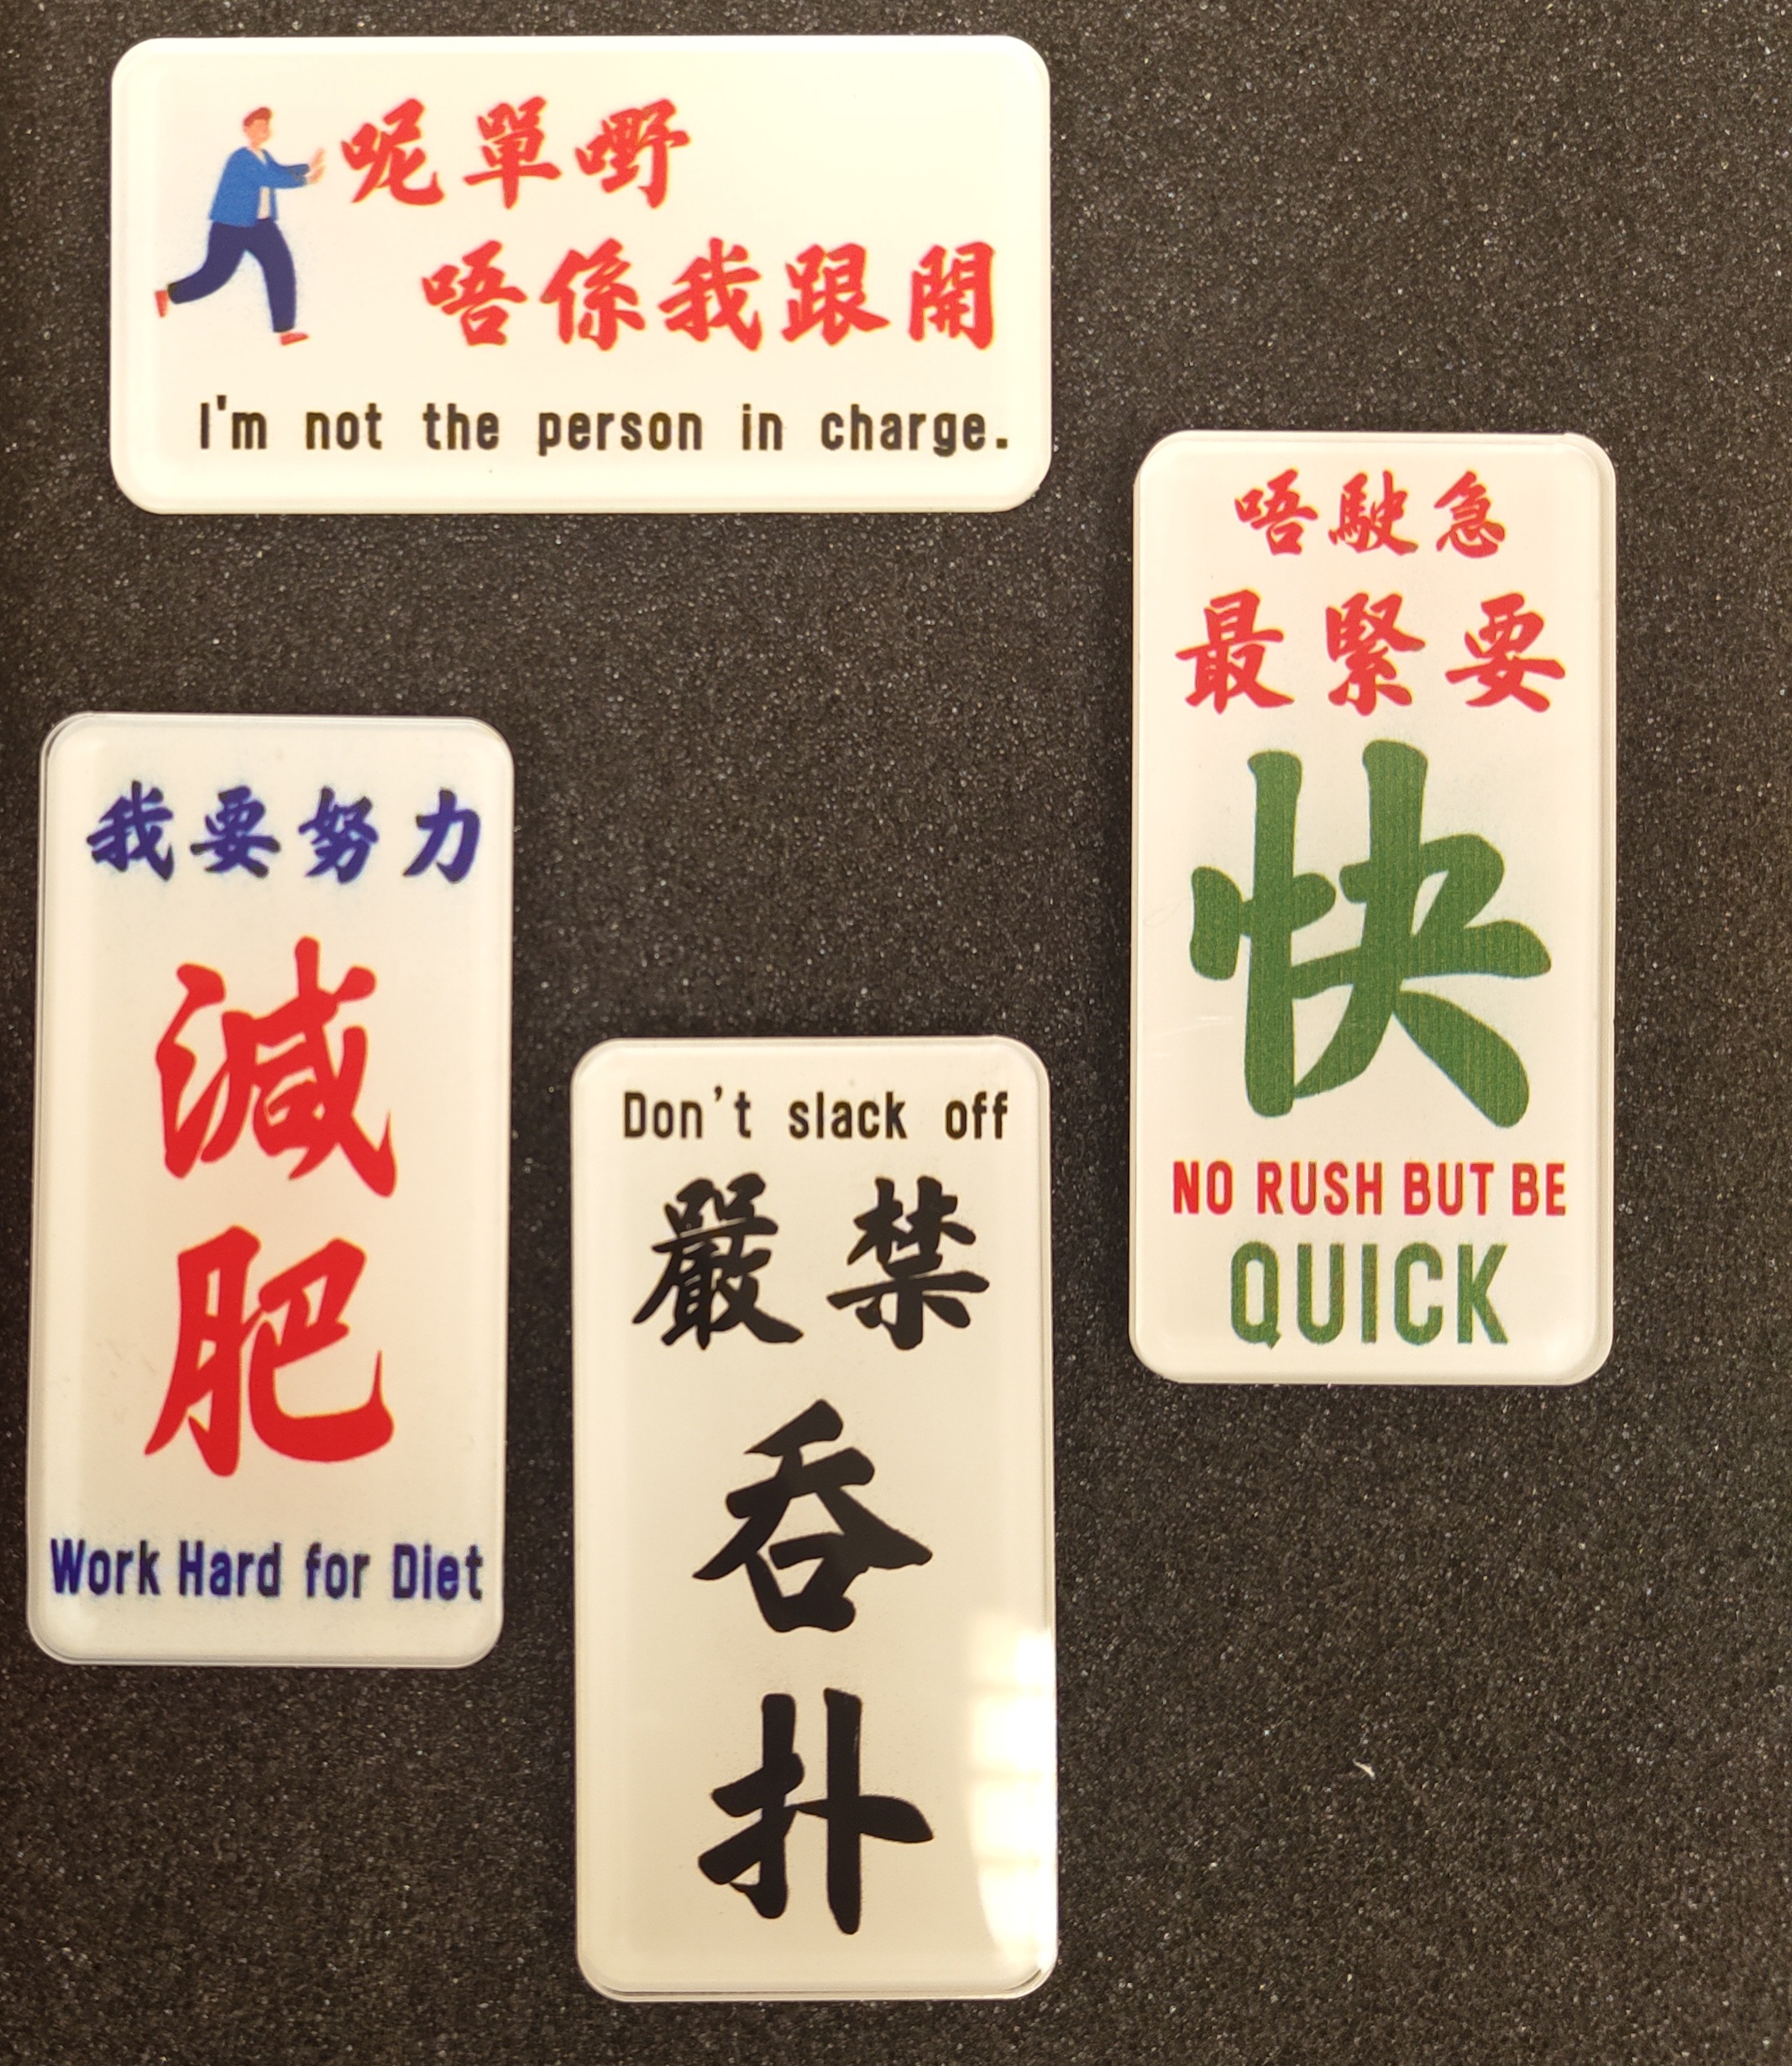 呢單嘢
唔係我跟開
I'm not the person in charge.
唔駛急
最緊要
快
NO RUSH BUT BE
QUICK
我要努力
減
肥
Work Hard for Diet
Don't slack off
嚴禁
吞
扑